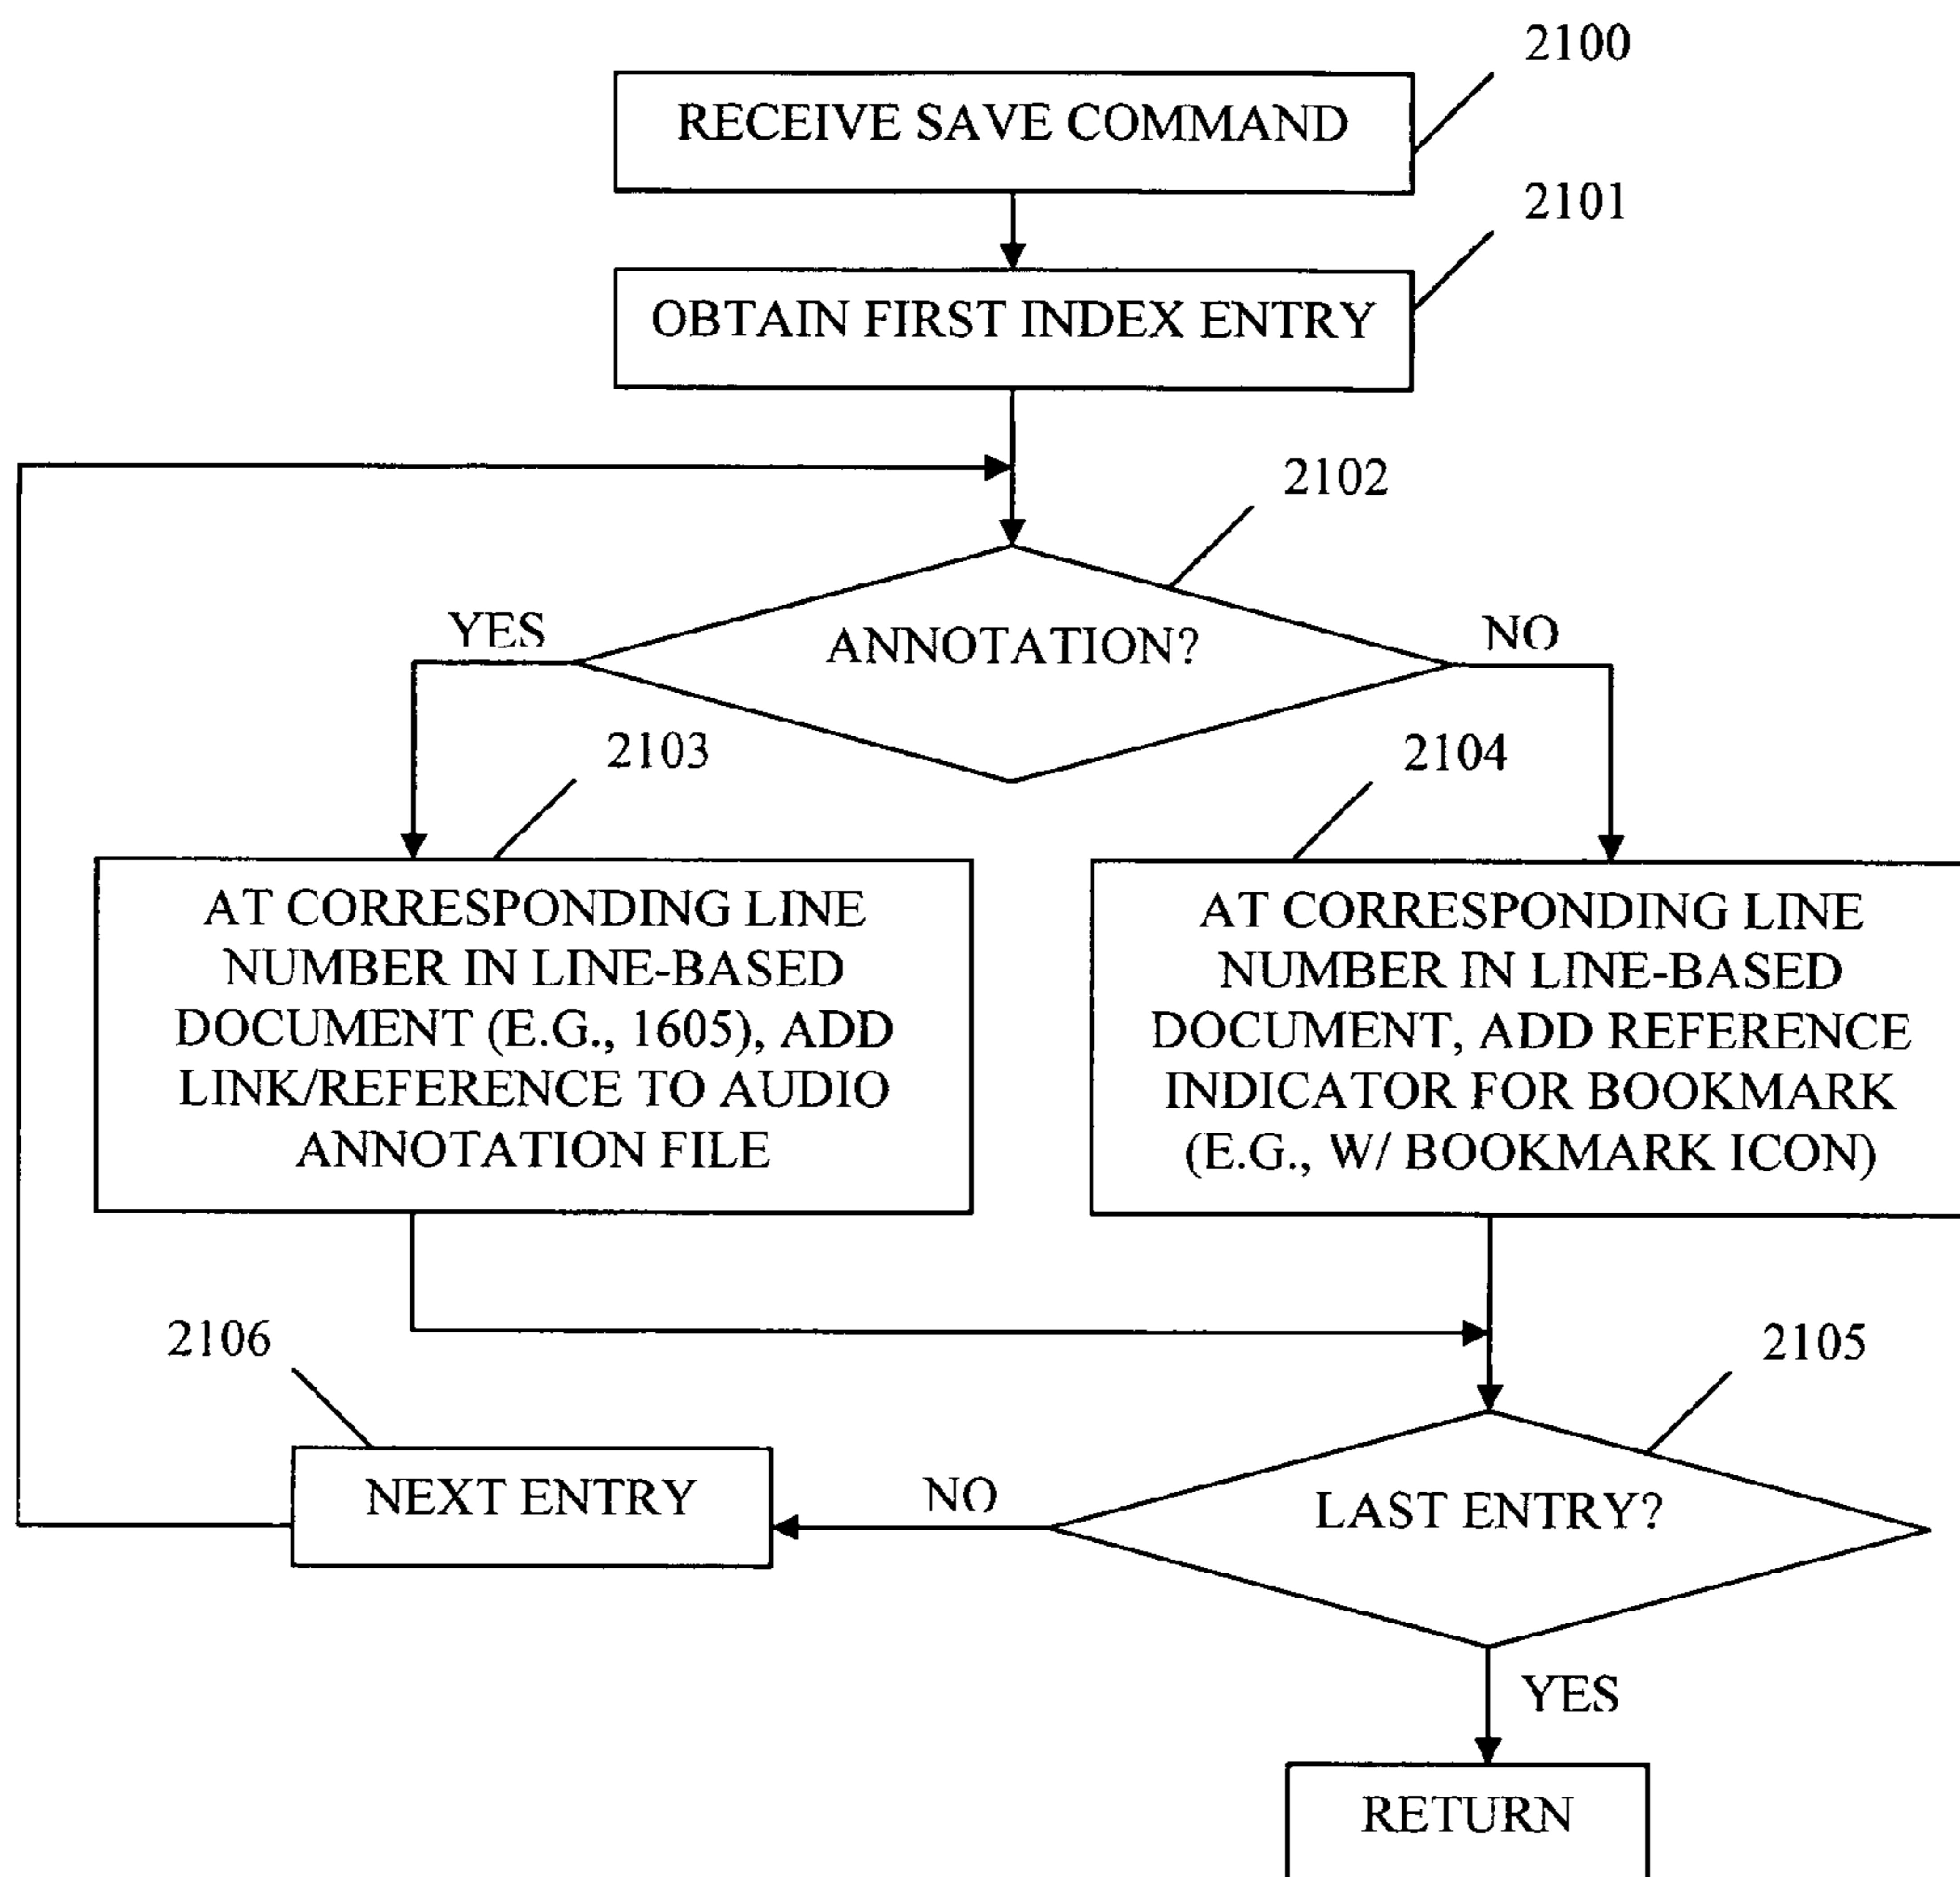 2100
RECEIVE SAVE COMMAND
2101
OBTAIN FIRST INDEX ENTRY
2102
YES
ANNOTATION?
NO
2103
2104
AT CORRESPONDING LINE
NUMBER IN LINE-BASED
DOCUMENT (E.G., 1605), ADD
LINK/REFERENCE TO AUDIO
ANNOTATION FILE
AT CORRESPONDING LINE
NUMBER IN LINE-BASED
DOCUMENT, ADD REFERENCE
INDICATOR FOR BOOKMARK
(E.G., W/ BOOKMARK ICON)
2106
2105
NEXT ENTRY
NO
LAST ENTRY?
YES
RETURN